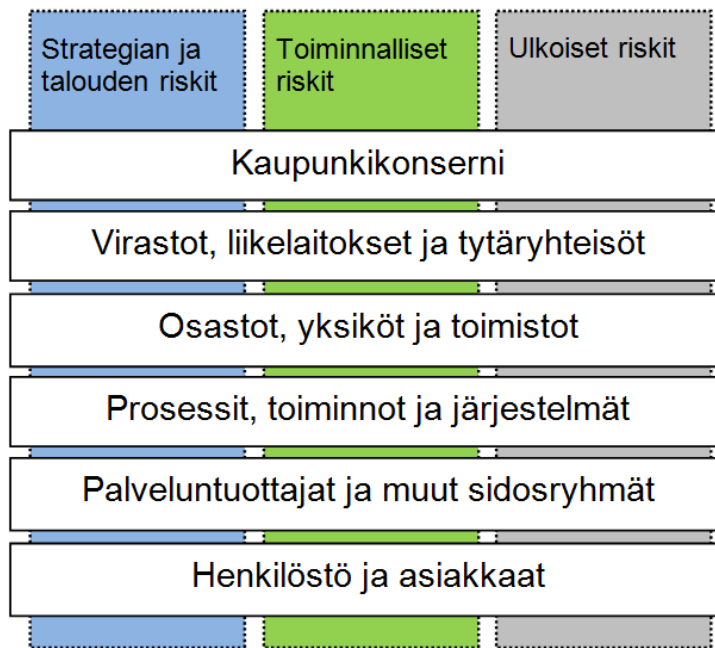 Strategian ja
talouden riskit
Toiminnalliset
riskit
Ulkoiset riskit
Kaupunkikonserni
Virastot, liikelaitokset ja tytäryhteisöt
Osastot, yksiköt ja toimistot
Prosessit, toiminnot ja järjestelmät
Palveluntuottajat ja muut sidosryhmät
Henkilöstö ja asiakkaat